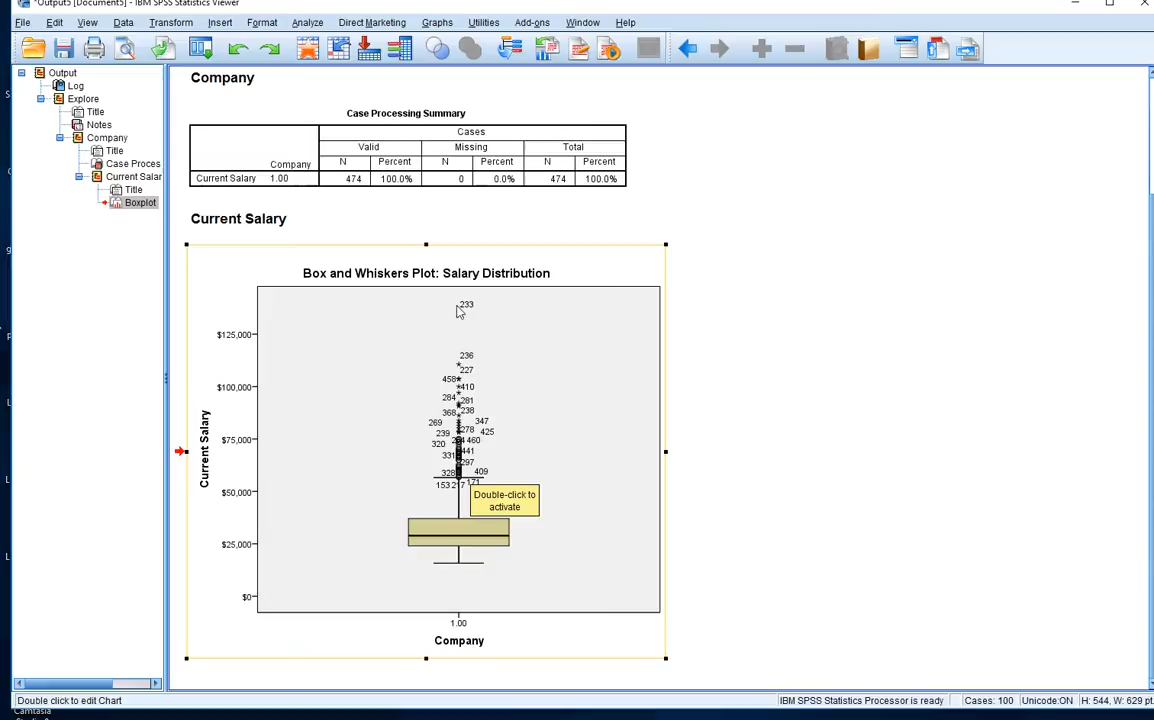 *Output5 [Document5] - IBM SPSS Statistics Viewer
File Edit View Data Transform Insert Format Analyze Direct Marketing Graphs Utilities Add-ons Window Help
Output
Log
Explore
Title
Notes
Company
Title
Case Proces
Current Salar
Title
Boxplot
Company
Case Processing Summary
Cases
Valid Missing Total
Company N Percent N Percent N Percent
Current Salary 1.00 474 100.0% 0 0.0% 474 100.0%
Current Salary
Box and Whiskers Plot: Salary Distribution
233
$125,000
236
227
458
410
$100,000
284 281
368 238
269 347
239 278 425
$75,000
320 460
331 441
297
328 409
153 217 171
$50,000
Double-click to
activate
$25,000
$0
Current Salary
1.00
Company
Double click to edit Chart
IBM SPSS Statistics Processor is ready Cases: 100 Unicode:ON H: 544, W: 629 pt.
Camtasia